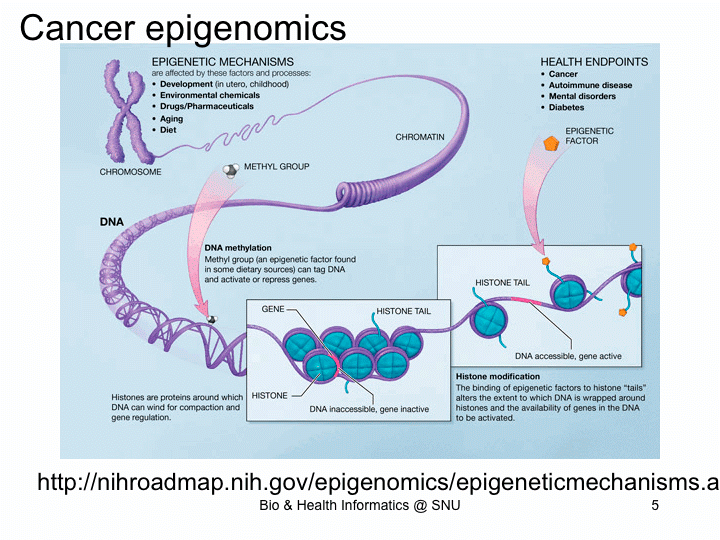 Cancer epigenomics
EPIGENETIC MECHANISMS
are affected by these factors and processes:
• Development (in utero, childhood)
• Environmental chemicals
• Drugs/Pharmaceuticals
• Aging
• Diet
HEALTH ENDPOINTS
• Cancer
• Autoimmune disease
• Mental disorders
• Diabetes
EPIGENETIC
FACTOR
CHROMATIN
METHYL GROUP
CHROMOSOME
DNA
DNA methylation
Methyl group (an epigenetic factor found
in some dietary sources) can tag DNA
and activate or repress genes.
HISTONE TAIL
GENE
HISTONE TAIL
DNA accessible, gene active
HISTONE
DNA inaccessible, gene inactive
Histones are proteins around which
DNA can wind for compaction and
gene regulation.
Histone modification
The binding of epigenetic factors to histone “tails”
alters the extent to which DNA is wrapped around
histones and the availability of genes in the DNA
to be activated.
http://nihroadmap.nih.gov/epigenomics/epigeneticmechanisms.a
Bio & Health Informatics @ SNU
5